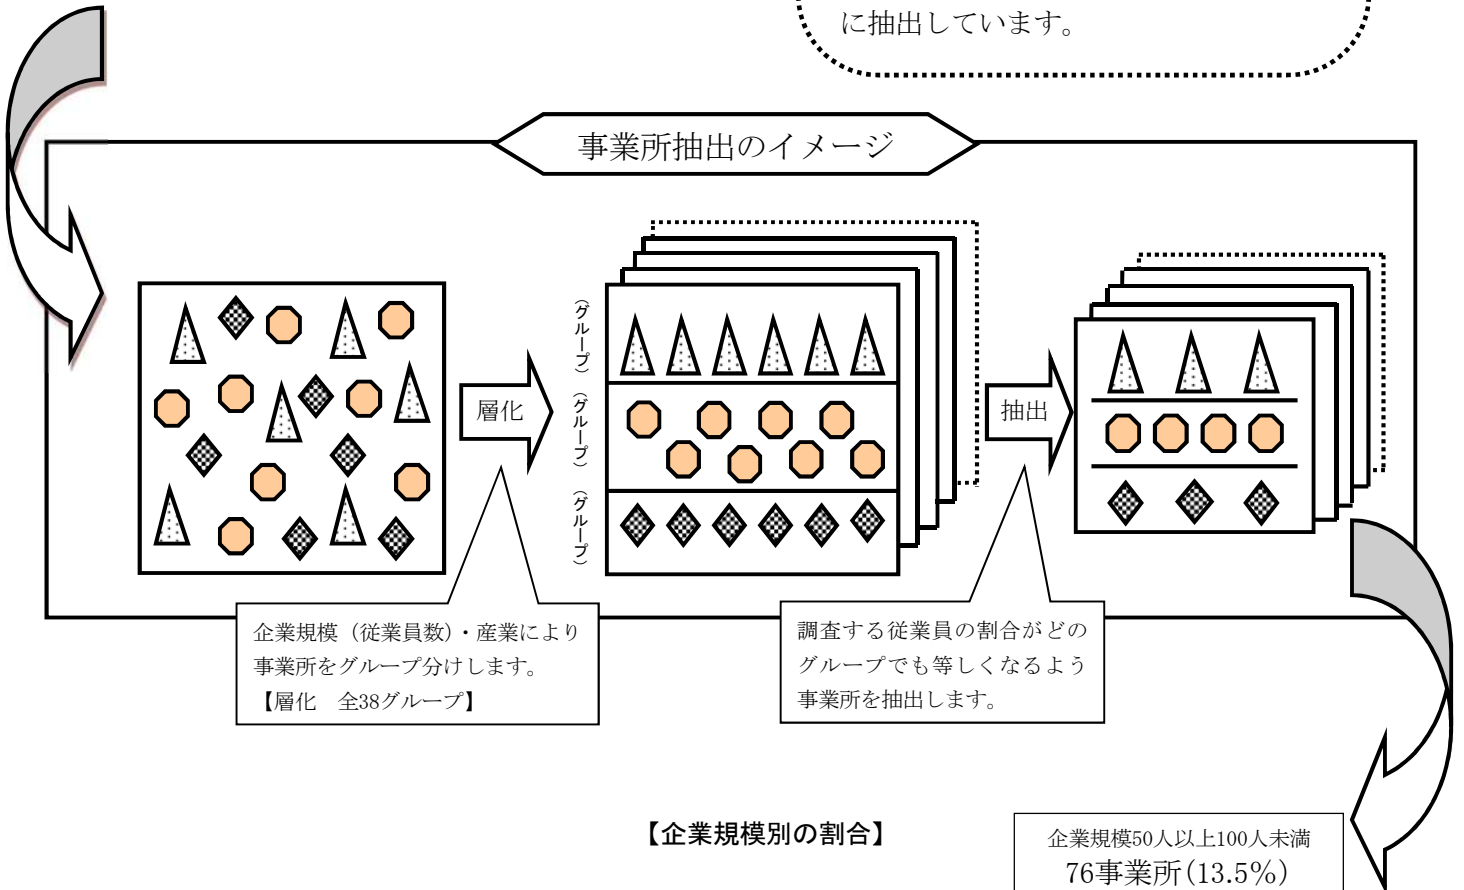 に抽出しています。
事業所抽出のイメージ
(グループ)
(グループ)
(グループ)
層化
抽出
企業規模（従業員数）・産業により
事業所をグループ分けします。
【層化　全38グループ】
調査する従業員の割合がどの
グループでも等しくなるよう
事業所を抽出します。
【企業規模別の割合】
企業規模50人以上100人未満
76事業所(13.5％)